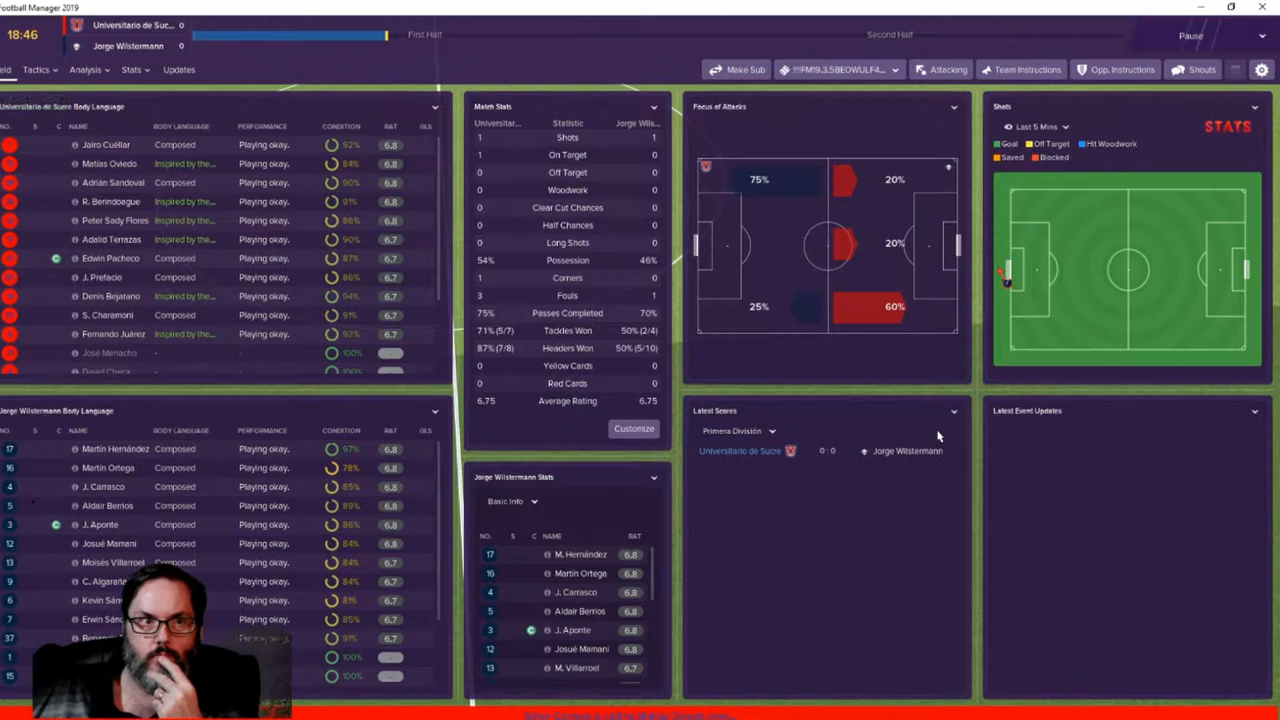 Football Manager 2019
18:46
Universitario de Suc... 0
Jorge Wilstermann 0
First Half
Second Half
Pause
Tactics
Analysis
Stats
Updates
Make Sub
!!!FM19.3.5BEOWULF4...
Attacking
Team Instructions
Opp. Instructions
Shouts
Universitario de Sucre Body Language
NO. S C NAME BODY LANGUAGE PERFORMANCE CONDITION RAT GLS
Jairo Cuéllar Composed Playing okay. 92% 6.8
Matías Oviedo Inspired by the... Playing okay. 84% 6.8
Adrián Sandoval Composed Playing okay. 90% 6.8
R. Berindoague Inspired by the... Playing okay. 91% 6.8
Peter Sady Flores Inspired by the... Playing okay. 86% 6.8
Adalid Terrazas Inspired by the... Playing okay. 90% 6.8
C Edwin Pacheco Composed Playing okay. 87% 6.8
J. Prefacio Composed Playing okay. 86% 6.8
Denis Bejarano Inspired by the... Playing okay. 94% 6.8
S. Charamoni Composed Playing okay. 91% 6.7
Fernando Juárez Inspired by the... Playing okay. 92% 6.7
José Menacho - - 100% -
David Checa - - 100%
Jorge Wilstermann Body Language
NO. S C NAME BODY LANGUAGE PERFORMANCE CONDITION RAT GLS
17 Martín Hernández Composed Playing okay. 97% 6.8
16 Martín Ortega Composed Playing okay. 78% 6.8
4 J. Carrasco Composed Playing okay. 85% 6.8
5 Aldair Berrios Composed Playing okay. 89% 6.8
3 C J. Aponte Composed Playing okay. 86% 6.8
12 Josué Mamani Composed Playing okay. 84% 6.8
13 Moisés Villarroel Composed Playing okay. 84% 6.7
9 C. Algaraña Playing okay. 84% 6.7
6 Kevin Playing okay. 81% 6.7
7 Erwin Playing okay. 85% 6.7
37 91% 6.7
1 100% -
15 100% -
Match Stats
Universitar... Statistic Jorge Wils...
1 Shots 1
1 On Target 0
0 Off Target 0
0 Woodwork 0
0 Clear Cut Chances 0
0 Half Chances 0
0 Long Shots 0
54% Possession 46%
1 Corners 0
3 Fouls 1
75% Passes Completed 70%
71% (5/7) Tackles Won 50% (2/4)
87% (7/8) Headers Won 50% (5/10)
0 Yellow Cards 0
0 Red Cards 0
6.75 Average Rating 6.75
Customize
Jorge Wilstermann Stats
Basic Info
NO. S C NAME RAT
17 M. Hernández 6.8
16 Martín Ortega 6.8
4 J. Carrasco 6.8
5 Aldair Berrios 6.8
3 C J. Aponte 6.8
12 Josué Mamani 6.8
13 M. Villarroel 6.7
Focus of Attacks
75% 20%
20%
25% 60%
Latest Scores
Primera División
Universitario de Sucre 0 : 0 Jorge Wilstermann
Shots
Last 5 Mins
STATS
Goal Off Target Hit Woodwork
Saved Blocked
Latest Event Updates